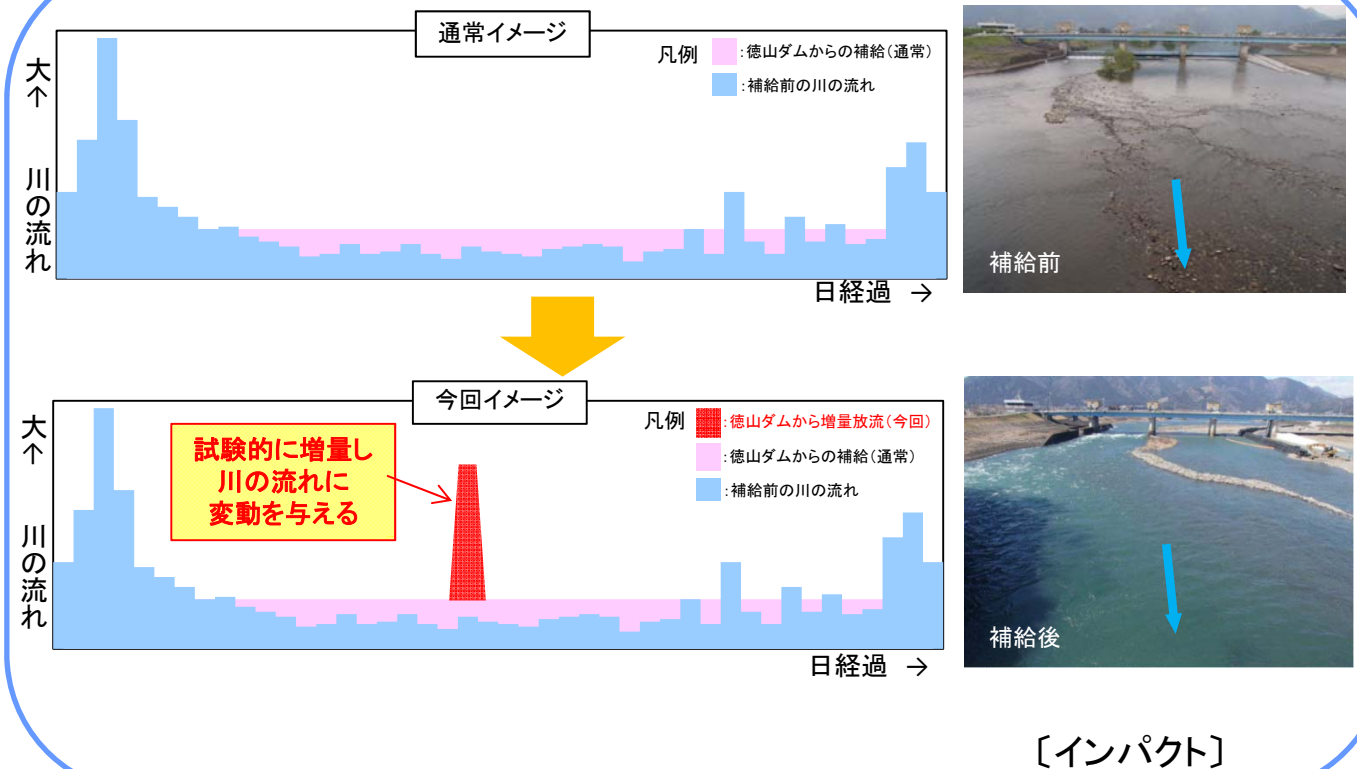 通常イメージ
凡例
:徳山ダムからの補給(通常)
:補給前の川の流れ
大↑
川の流れ
日経過 →
補給前
今回イメージ
凡例
:徳山ダムから増量放流(今回)
:徳山ダムからの補給(通常)
:補給前の川の流れ
試験的に増量し
川の流れに
変動を与える
大↑
川の流れ
日経過 →
補給後
〔インパクト〕